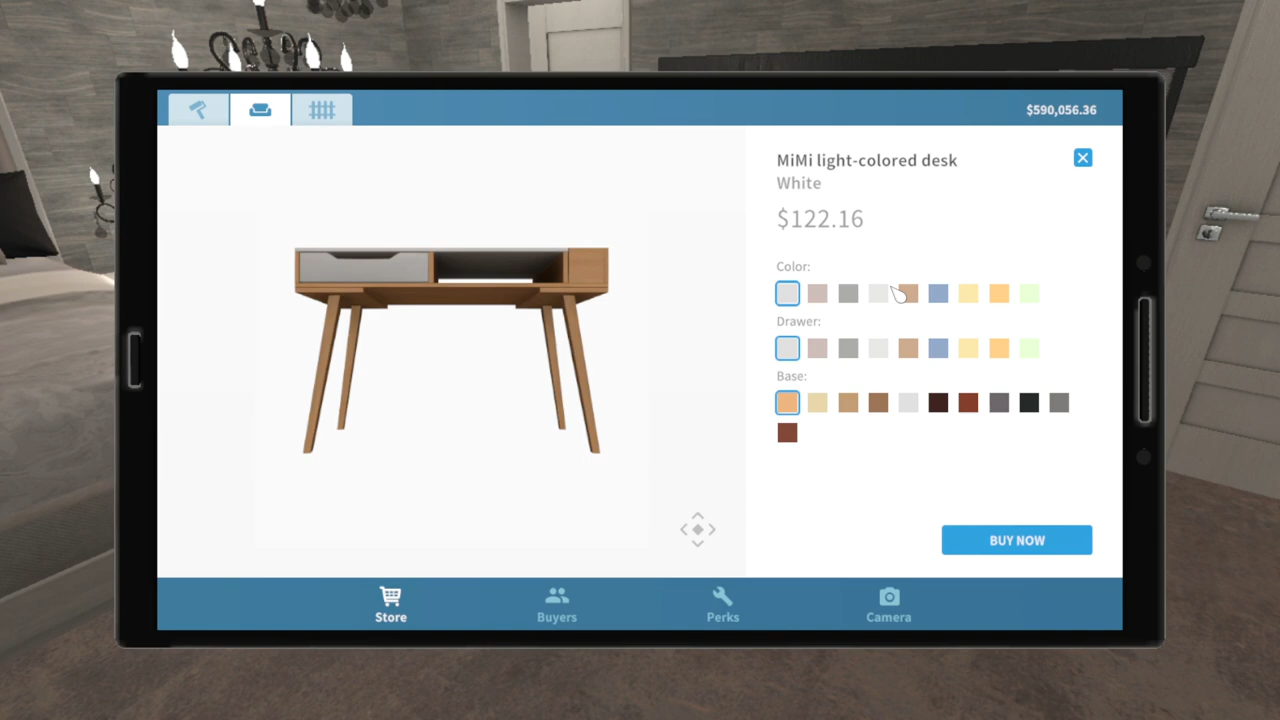 $590,056.36
MiMi light-colored desk
White
$122.16
Color:
Drawer:
Base:
BUY NOW
Store
Buyers
Perks
Camera